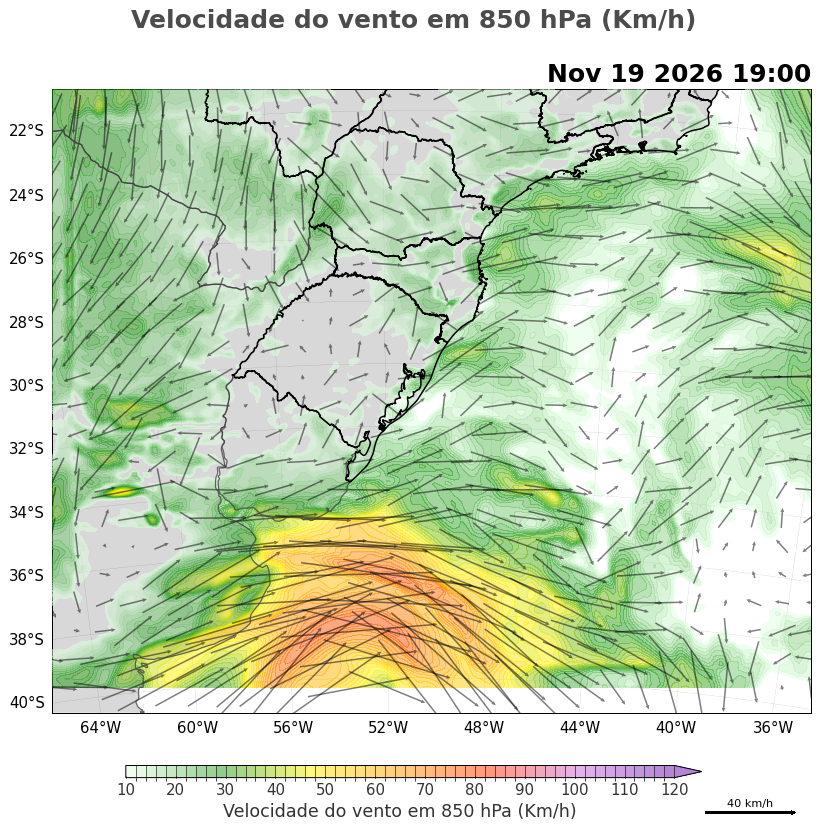 Velocidade do vento em 850 hPa (Km/h)
Nov 19 2026 19:00
22°S
24°S
26°S
28°S
30°S
32°S
34°S
36°S
38°S
40°S
64°W 60°W 56°W 52°W 48°W 44°W 40°W 36°W
10 20 30 40 50 60 70 80 90 100 110 120
Velocidade do vento em 850 hPa (Km/h)
40 km/h